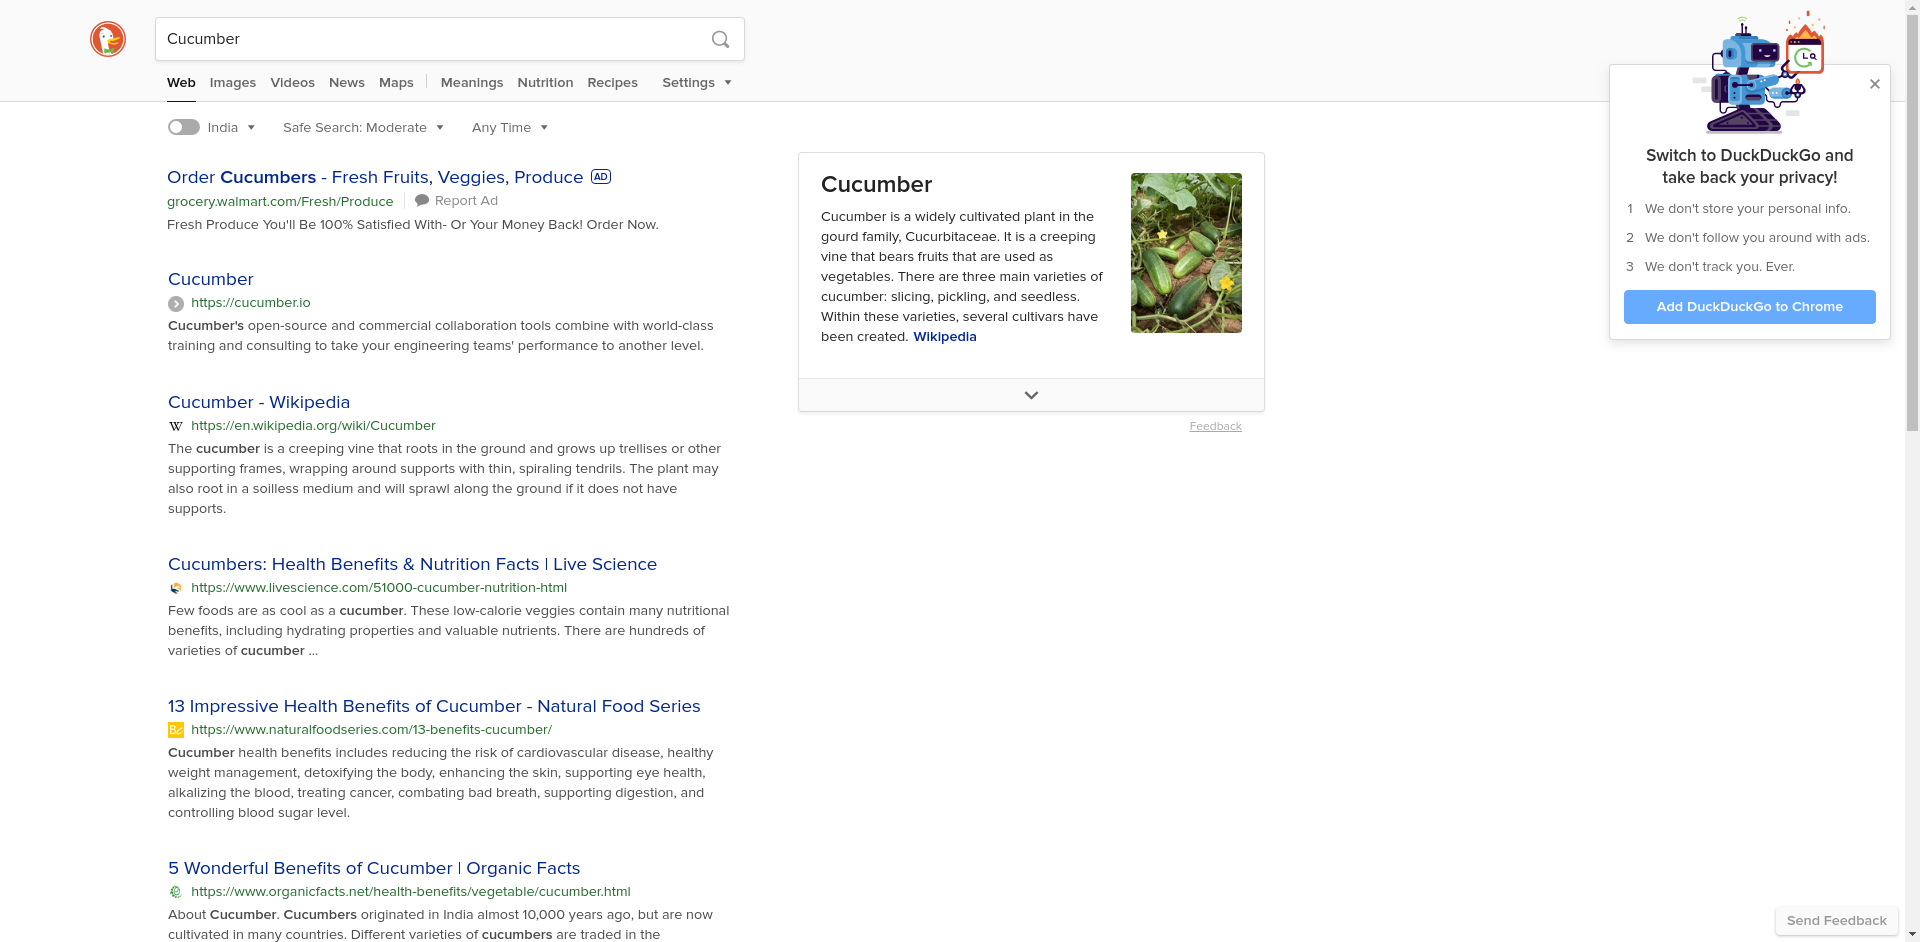 Cucumber
Web Images Videos News Maps Meanings Nutrition Recipes Settings
India Safe Search: Moderate Any Time
Order Cucumbers - Fresh Fruits, Veggies, Produce AD
grocery.walmart.com/Fresh/Produce Report Ad
Fresh Produce You'll Be 100% Satisfied With- Or Your Money Back! Order Now.
Cucumber
https://cucumber.io
Cucumber's open-source and commercial collaboration tools combine with world-class
training and consulting to take your engineering teams' performance to another level.
Cucumber - Wikipedia
W https://en.wikipedia.org/wiki/Cucumber
The cucumber is a creeping vine that roots in the ground and grows up trellises or other
supporting frames, wrapping around supports with thin, spiraling tendrils. The plant may
also root in a soilless medium and will sprawl along the ground if it does not have
supports.
Cucumbers: Health Benefits & Nutrition Facts | Live Science
https://www.livescience.com/51000-cucumber-nutrition-html
Few foods are as cool as a cucumber. These low-calorie veggies contain many nutritional
benefits, including hydrating properties and valuable nutrients. There are hundreds of
varieties of cucumber ...
13 Impressive Health Benefits of Cucumber - Natural Food Series
https://www.naturalfoodseries.com/13-benefits-cucumber/
Cucumber health benefits includes reducing the risk of cardiovascular disease, healthy
weight management, detoxifying the body, enhancing the skin, supporting eye health,
alkalizing the blood, treating cancer, combating bad breath, supporting digestion, and
controlling blood sugar level.
5 Wonderful Benefits of Cucumber | Organic Facts
https://www.organicfacts.net/health-benefits/vegetable/cucumber.html
About Cucumber. Cucumbers originated in India almost 10,000 years ago, but are now
cultivated in many countries. Different varieties of cucumbers are traded in the
Cucumber
Cucumber is a widely cultivated plant in the
gourd family, Cucurbitaceae. It is a creeping
vine that bears fruits that are used as
vegetables. There are three main varieties of
cucumber: slicing, pickling, and seedless.
Within these varieties, several cultivars have
been created. Wikipedia
Feedback
Switch to DuckDuckGo and
take back your privacy!
1 We don't store your personal info.
2 We don't follow you around with ads.
3 We don't track you. Ever.
Add DuckDuckGo to Chrome
Send Feedback